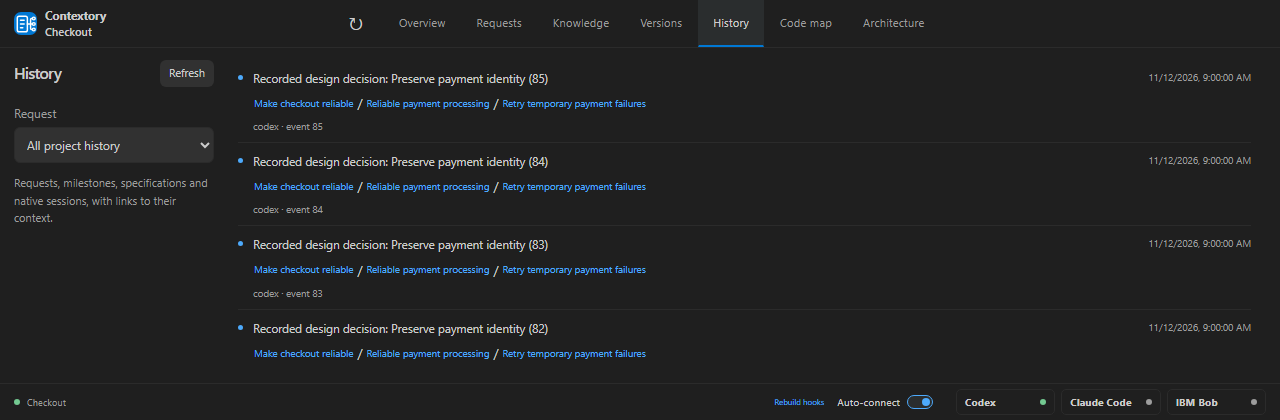 Contextory
Checkout
↻
Overview
Requests
Knowledge
Versions
History
Code map
Architecture
History
Refresh
Request
All project history
Requests, milestones, specifications and
native sessions, with links to their
context.
Recorded design decision: Preserve payment identity (85)
11/12/2026, 9:00:00 AM
Make checkout reliable / Reliable payment processing / Retry temporary payment failures
codex · event 85
Recorded design decision: Preserve payment identity (84)
11/12/2026, 9:00:00 AM
Make checkout reliable / Reliable payment processing / Retry temporary payment failures
codex · event 84
Recorded design decision: Preserve payment identity (83)
11/12/2026, 9:00:00 AM
Make checkout reliable / Reliable payment processing / Retry temporary payment failures
codex · event 83
Recorded design decision: Preserve payment identity (82)
11/12/2026, 9:00:00 AM
Make checkout reliable / Reliable payment processing / Retry temporary payment failures
Checkout
Rebuild hooks
Auto-connect
Codex
Claude Code
IBM Bob